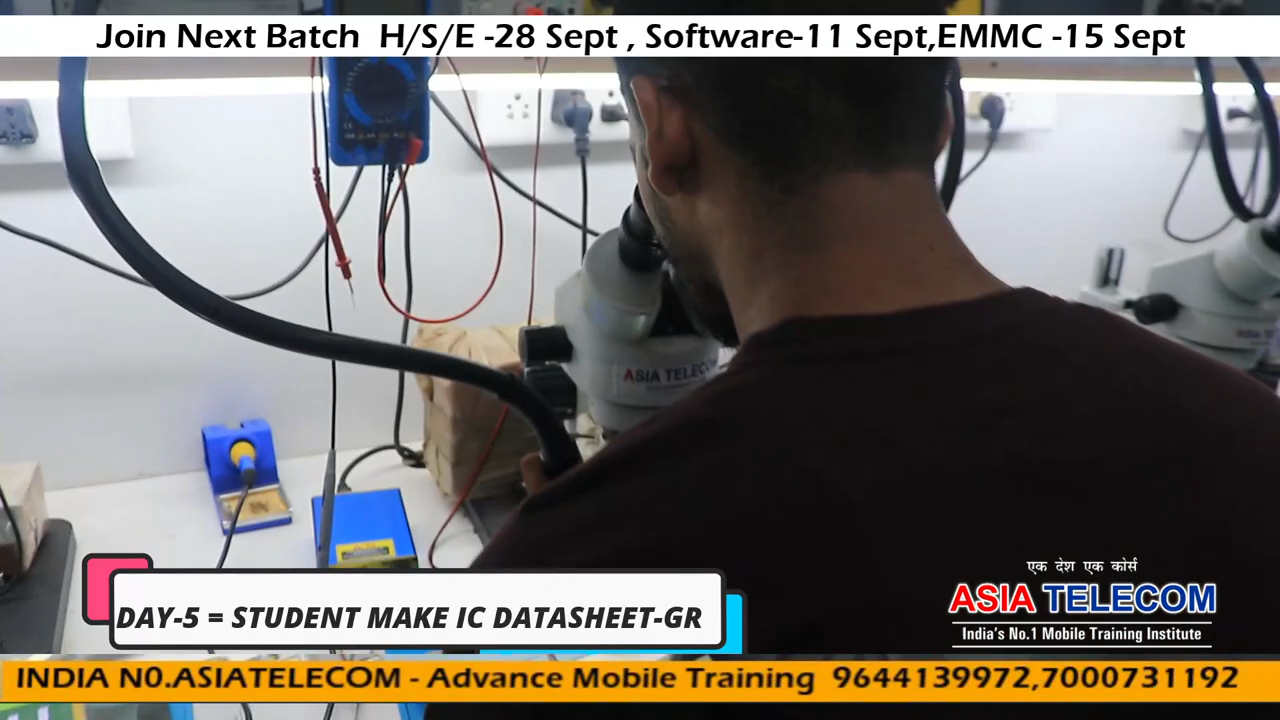 Join Next Batch H/S/E -28 Sept , Software-11 Sept,EMMC -15 Sept
ASIA TELECOM
DAY-5 = STUDENT MAKE IC DATASHEET-GR
एक देश एक कोर्स
ASIA TELECOM
India's No.1 Mobile Training Institute
INDIA N0.ASIATELECOM - Advance Mobile Training 9644139972,7000731192